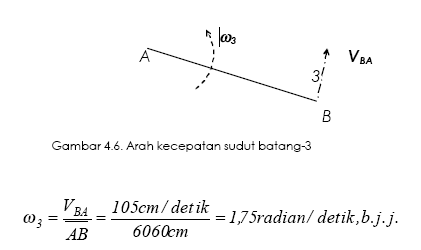 ω3
A
VBA
3
B
Gambar 4.6. Arah kecepatan sudut batang-3
ω3 = VBA / AB = 105cm / detik / 6060cm = 1,75radian / detik,b.j.j.